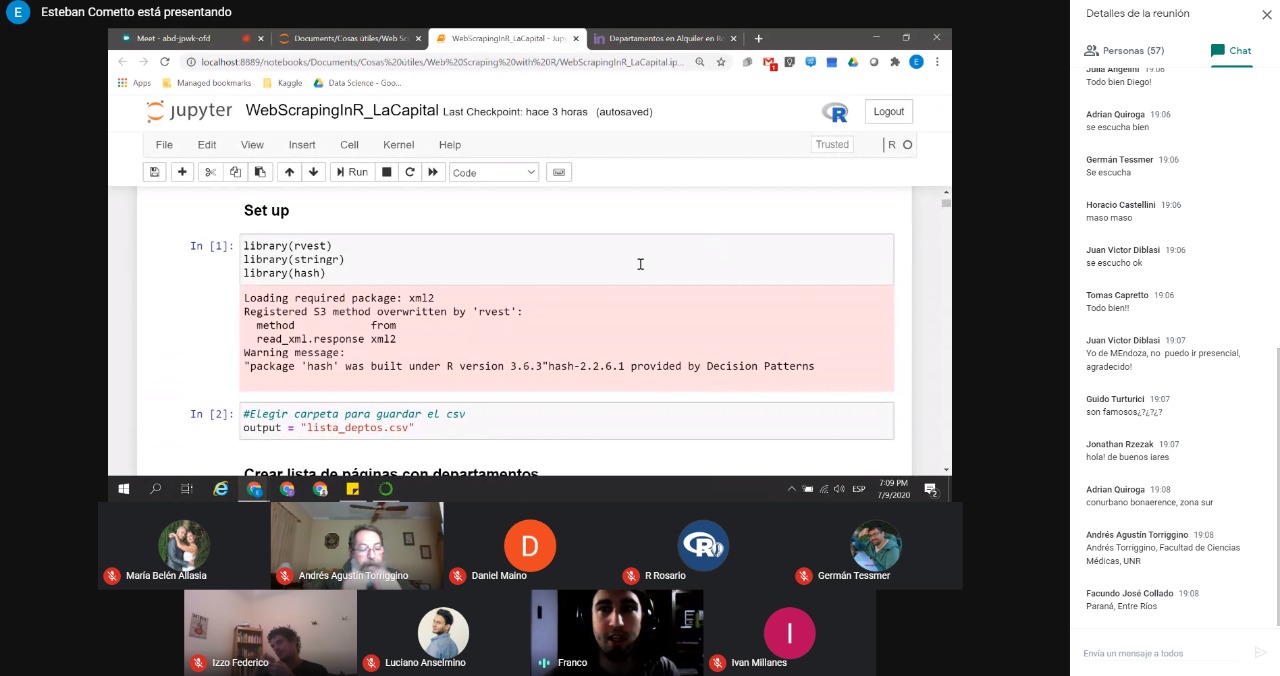 E Esteban Cometto está presentando
Meet - abd-jpwk-ofd
Documents/Cosas útiles/Web Sc
WebScrapingInR_LaCapital - Jup
Departamentos en Alquiler en R
localhost:8889/notebooks/Documents/Cosas%20útiles/Web%20Scraping%20with%20R/WebScrapingInR_LaCapital.ip...
Apps Managed bookmarks Kaggle Data Science - Goo...
jupyter WebScrapingInR_LaCapital Last Checkpoint: hace 3 horas (autosaved)
R
Logout
File Edit View Insert Cell Kernel Help
Trusted R
Run Code
Set up
In [1]: library(rvest)
library(stringr)
library(hash)
Loading required package: xml2
Registered S3 method overwritten by 'rvest':
method from
read_xml.response xml2
Warning message:
"package 'hash' was built under R version 3.6.3"hash-2.2.6.1 provided by Decision Patterns
In [2]: #Elegir carpeta para guardar el csv
output = "lista_deptos.csv"
Crear lista de páginas con departamentos
ESP
7:09 PM
7/9/2020
2
María Belén Allasia
Andrés Agustín Torriggino
D
Daniel Maino
R
R Rosario
Germán Tessmer
Izzo Federico
Luciano Anselmino
Franco
I
Ivan Millanes
Detalles de la reunión
Personas (57) Chat
Julia Angelini 19:06
Todo bien Diego!
Adrian Quiroga 19:06
se escucha bien
Germán Tessmer 19:06
Se escucha
Horacio Castellini 19:06
maso maso
Juan Victor Diblasi 19:06
se escucho ok
Tomas Capretto 19:06
Todo bien!!
Juan Victor Diblasi 19:07
Yo de MEndoza, no puedo ir presencial,
agradecido!
Guido Turturici 19:07
son famosos¿?¿?¿?
Jonathan Rzezak 19:07
hola! de buenos iares
Adrian Quiroga 19:08
conurbano bonaerence, zona sur
Andrés Agustín Torriggino 19:08
Andrés Torriggino, Facultad de Ciencias
Médicas, UNR
Facundo José Collado 19:08
Paraná, Entre Ríos
Envía un mensaje a todos